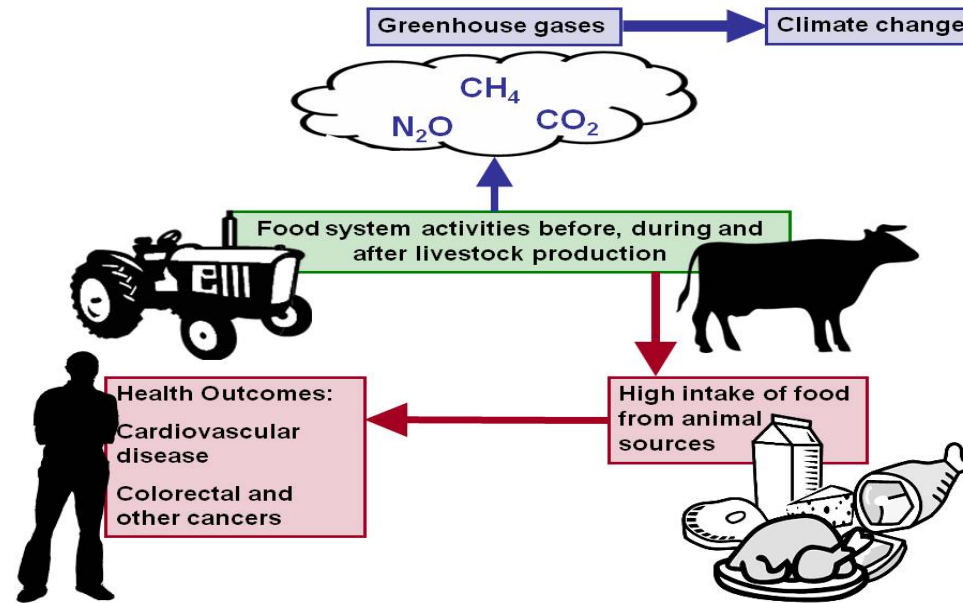 Greenhouse gases
Climate change
CH₄
N₂O
CO₂
Food system activities before, during and
after livestock production
Health Outcomes:
Cardiovascular
disease
Colorectal and
other cancers
High intake of food
from animal
sources